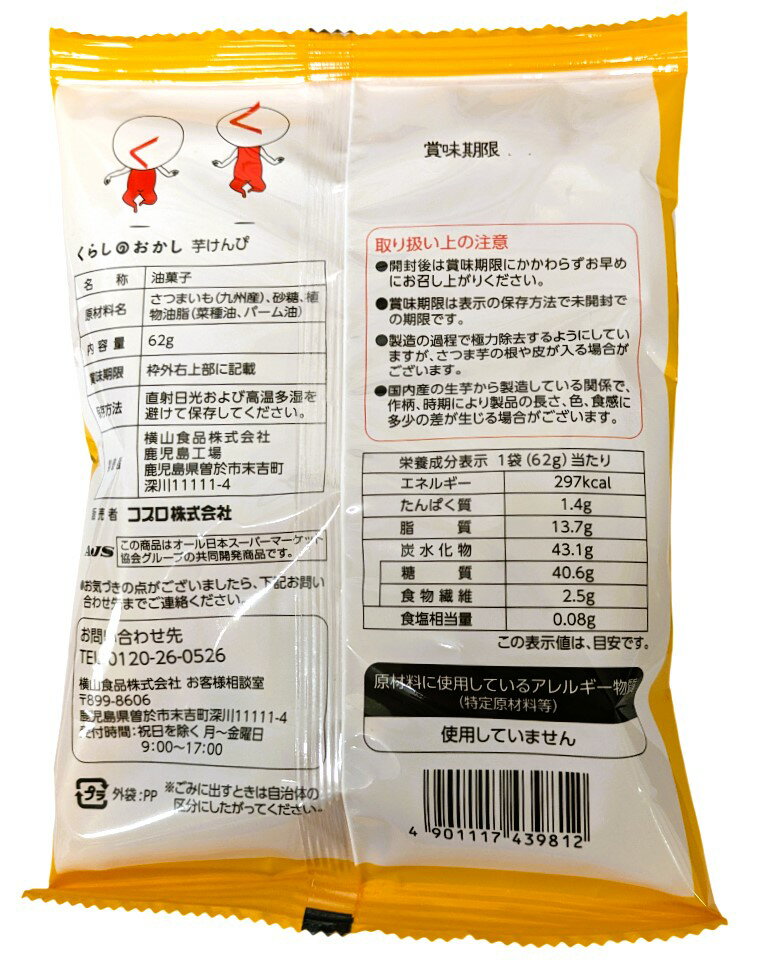 く
く
くらしのおかし 芋けんぴ
名 称 油菓子
原材料名 さつまいも(九州産)、砂糖、植
物油脂(菜種油、パーム油)
内容量 62g
賞味期限 枠外右上部に記載
保存方法 直射日光および高温多湿を
避けて保存してください。
横山食品株式会社
鹿児島工場
鹿児島県曽於市末吉町
深川11111-4
販売者 コプロ株式会社
AJS この商品はオール日本スーパーマーケット
協会グループの共同開発商品です。
●お気づきの点がございましたら、下記お問い
合わせ先までご連絡ください。
お問い合わせ先
TEL 0120-26-0526
横山食品株式会社 お客様相談室
〒899-8606
鹿児島県曽於市末吉町深川11111-4
受付時間:祝日を除く 月~金曜日
9:00~17:00
プラ 外袋:PP ※ごみに出すときは自治体の
区分にしたがってください。
賞味期限
取り扱い上の注意
●開封後は賞味期限にかかわらずお早め
にお召し上がりください。
●賞味期限は表示の保存方法で未開封で
の期限です。
●製造の過程で極力除去するようにしてい
ますが、さつま芋の根や皮が入る場合が
ございます。
●国内産の生芋から製造している関係で、
作柄、時期により製品の長さ、色、食感に
多少の差が生じる場合がございます。
栄養成分表示 1袋(62g)当たり
エネルギー 297kcal
たんぱく質 1.4g
脂 質 13.7g
炭水化物 43.1g
糖 質 40.6g
食物繊維 2.5g
食塩相当量 0.08g
この表示値は、目安です。
原材料に使用しているアレルギー物質
(特定原材料等)
使用していません
4 901117 439812